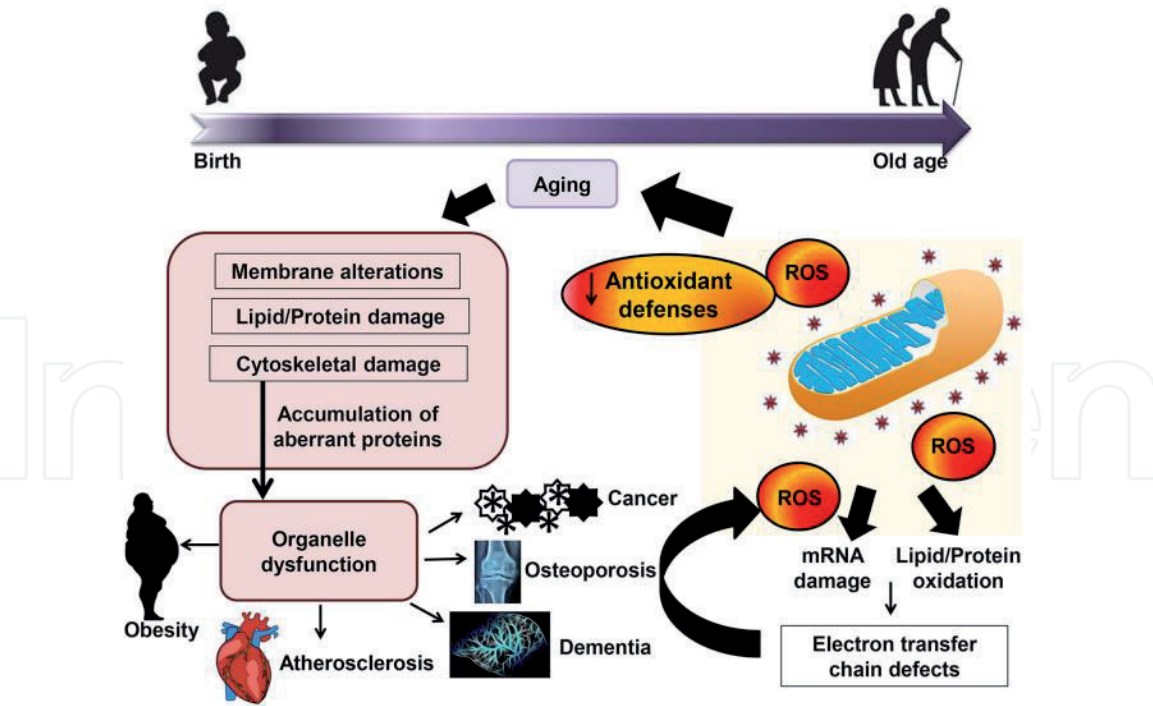 Birth
Old age
Aging
Membrane alterations
Lipid/Protein damage
Cytoskeletal damage
Accumulation of
aberrant proteins
↓ Antioxidant
defenses
ROS
ROS
ROS
mRNA
damage
Lipid/Protein
oxidation
Electron transfer
chain defects
Organelle
dysfunction
Cancer
Osteoporosis
Dementia
Atherosclerosis
Obesity